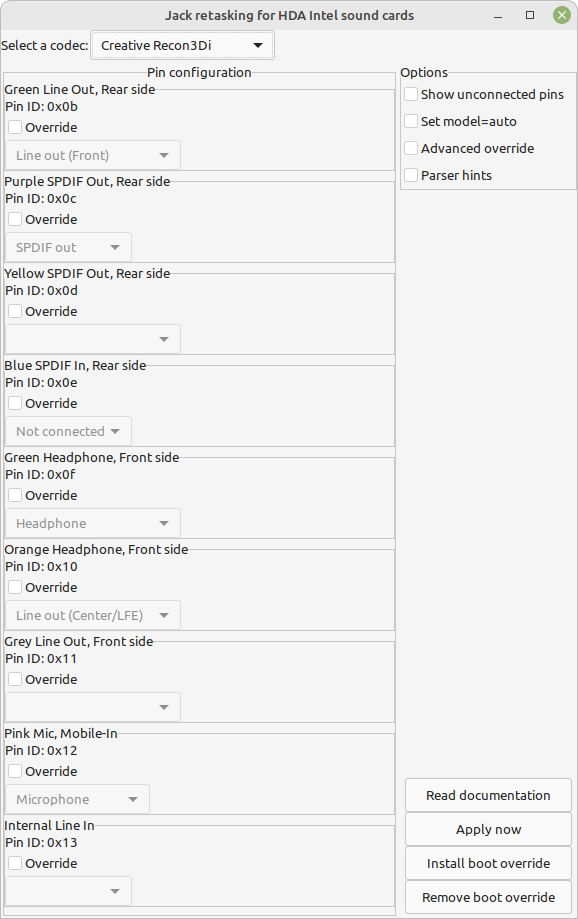 Jack retasking for HDA Intel sound cards
Select a codec: Creative Recon3Di
Pin configuration
Green Line Out, Rear side
Pin ID: 0x0b
Override
Line out (Front)
Purple SPDIF Out, Rear side
Pin ID: 0x0c
Override
SPDIF out
Yellow SPDIF Out, Rear side
Pin ID: 0x0d
Override
Blue SPDIF In, Rear side
Pin ID: 0x0e
Override
Not connected
Green Headphone, Front side
Pin ID: 0x0f
Override
Headphone
Orange Headphone, Front side
Pin ID: 0x10
Override
Line out (Center/LFE)
Grey Line Out, Front side
Pin ID: 0x11
Override
Pink Mic, Mobile-In
Pin ID: 0x12
Override
Microphone
Internal Line In
Pin ID: 0x13
Override
Options
Show unconnected pins
Set model=auto
Advanced override
Parser hints
Read documentation
Apply now
Install boot override
Remove boot override